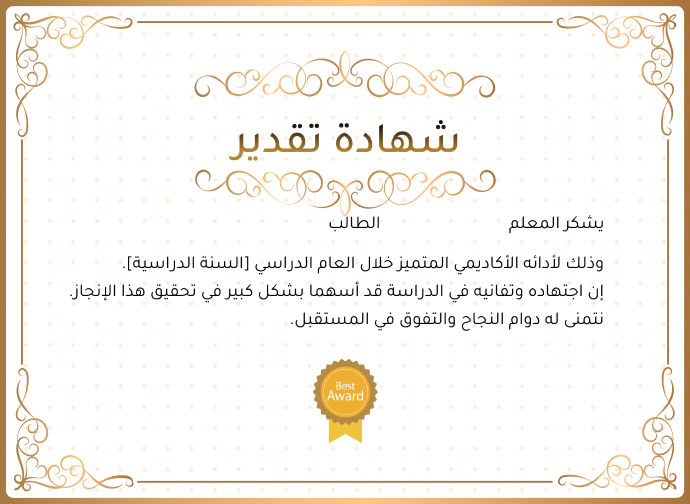 شهادة تقدير
يشكر المعلم الطالب
وذلك لأدائه الأكاديمي المتميز خلال العام الدراسي [السنة الدراسية].
إن اجتهاده وتفانيه في الدراسة قد أسهما بشكل كبير في تحقيق هذا الإنجاز.
نتمنى له دوام النجاح والتفوق في المستقبل.
Best
Award